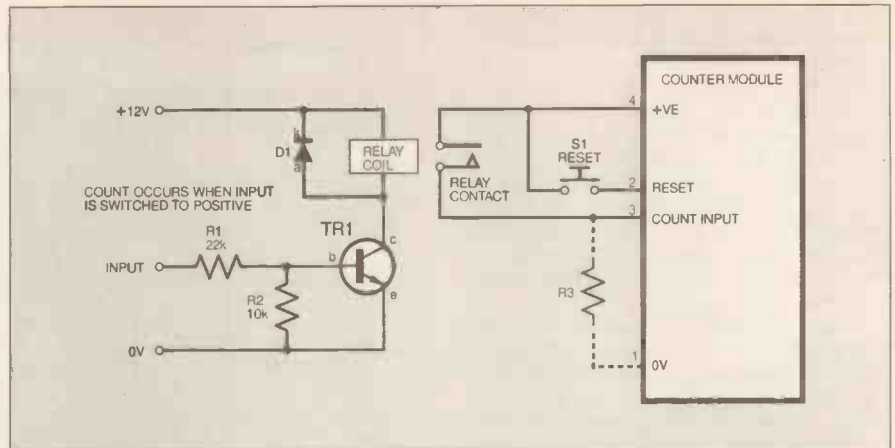 COUNTER MODULE
+12V
4
+VE
k
D1
a
RELAY
COIL
S1
RESET
RELAY
CONTACT
2
RESET
3
COUNT INPUT
COUNT OCCURS WHEN INPUT
IS SWITCHED TO POSITIVE
TR1
R1
22k
INPUT
b
c
e
R2
10k
R3
0V
1
0V